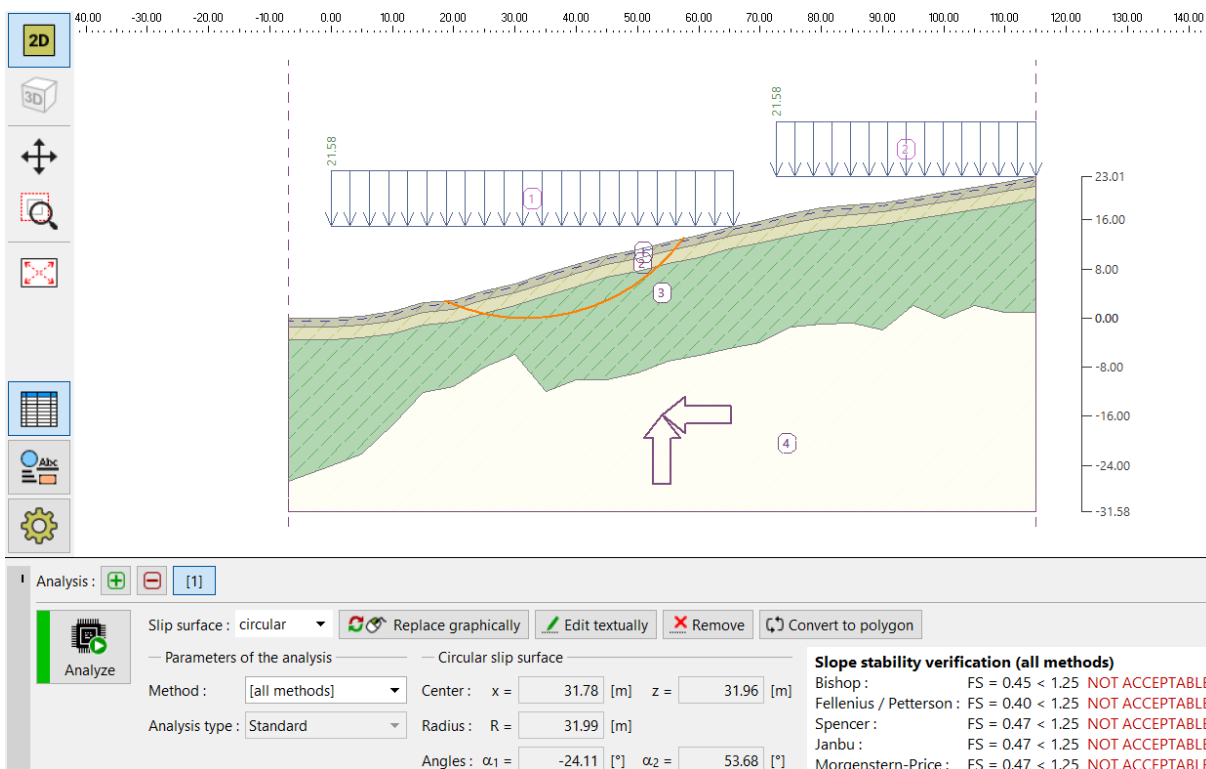 40.00 -30.00 -20.00 -10.00 0.00 10.00 20.00 30.00 40.00 50.00 60.00 70.00 80.00 90.00 100.00 110.00 120.00 130.00 140.00
2D
3D
21.58
21.58
2
1
23.01
16.00
8.00
0.00
-8.00
-16.00
-24.00
-31.58
2
3
4
Abc
Analysis : [1]
Analyze
Slip surface : circular Replace graphically Edit textually Remove Convert to polygon
Parameters of the analysis
Method : [all methods]
Analysis type : Standard
Circular slip surface
Center : x = 31.78 [m] z = 31.96 [m]
Radius : R = 31.99 [m]
Angles : α1 = -24.11 [°] α2 = 53.68 [°]
Slope stability verification (all methods)
Bishop : FS = 0.45 < 1.25 NOT ACCEPTABLE
Fellenius / Petterson : FS = 0.40 < 1.25 NOT ACCEPTABLE
Spencer : FS = 0.47 < 1.25 NOT ACCEPTABLE
Janbu : FS = 0.47 < 1.25 NOT ACCEPTABLE
Morgenstern-Price : FS = 0.47 < 1.25 NOT ACCEPTABLE